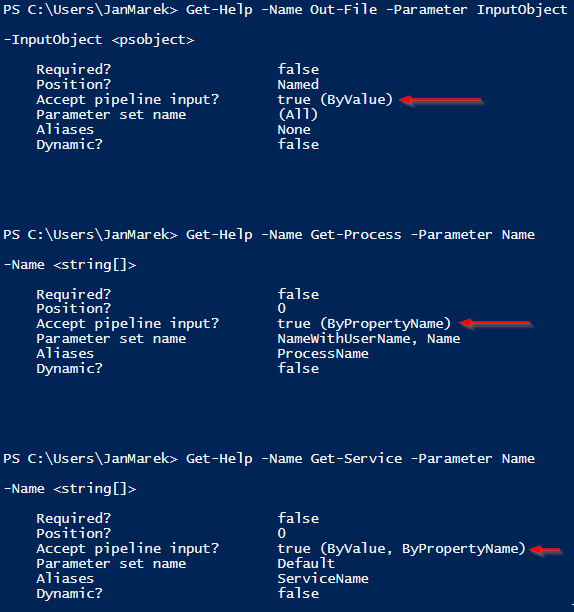 PS C:\Users\JanMarek> Get-Help -Name Out-File -Parameter InputObject
-InputObject <psobject>
Required? false
Position? Named
Accept pipeline input? true (ByValue)
Parameter set name (All)
Aliases None
Dynamic? false
PS C:\Users\JanMarek> Get-Help -Name Get-Process -Parameter Name
-Name <string[]>
Required? false
Position? 0
Accept pipeline input? true (ByPropertyName)
Parameter set name NameWithUserName, Name
Aliases ProcessName
Dynamic? false
PS C:\Users\JanMarek> Get-Help -Name Get-Service -Parameter Name
-Name <string[]>
Required? false
Position? 0
Accept pipeline input? true (ByValue, ByPropertyName)
Parameter set name Default
Aliases ServiceName
Dynamic? false